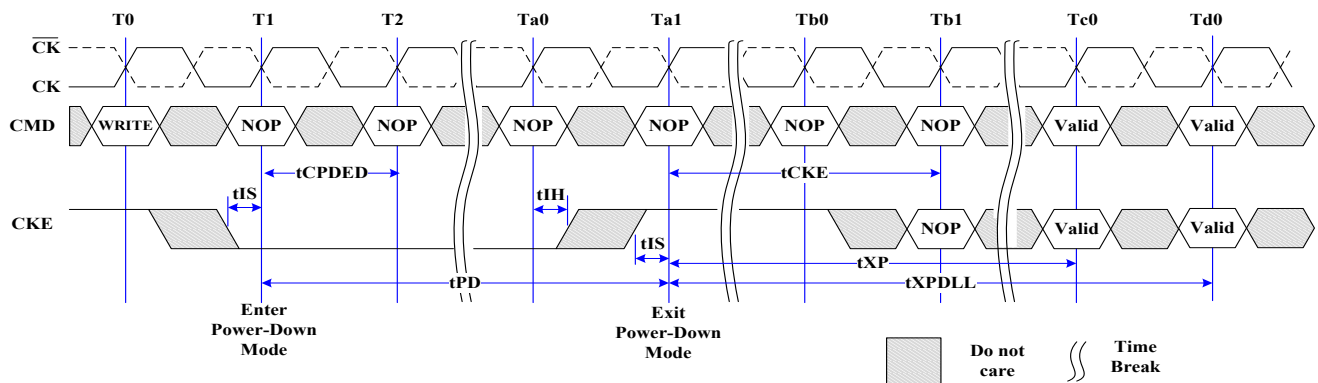 T0 T1 T2 Ta0 Ta1 Tb0 Tb1 Tc0 Td0
CK
CK
CMD WRITE NOP NOP NOP NOP NOP NOP Valid Valid
tCPDED tCKE
tIS tIH
CKE NOP Valid Valid
tIS
tXP
tPD tXPDLL
Enter
Power-Down
Mode
Exit
Power-Down
Mode
Do not
care
Time
Break